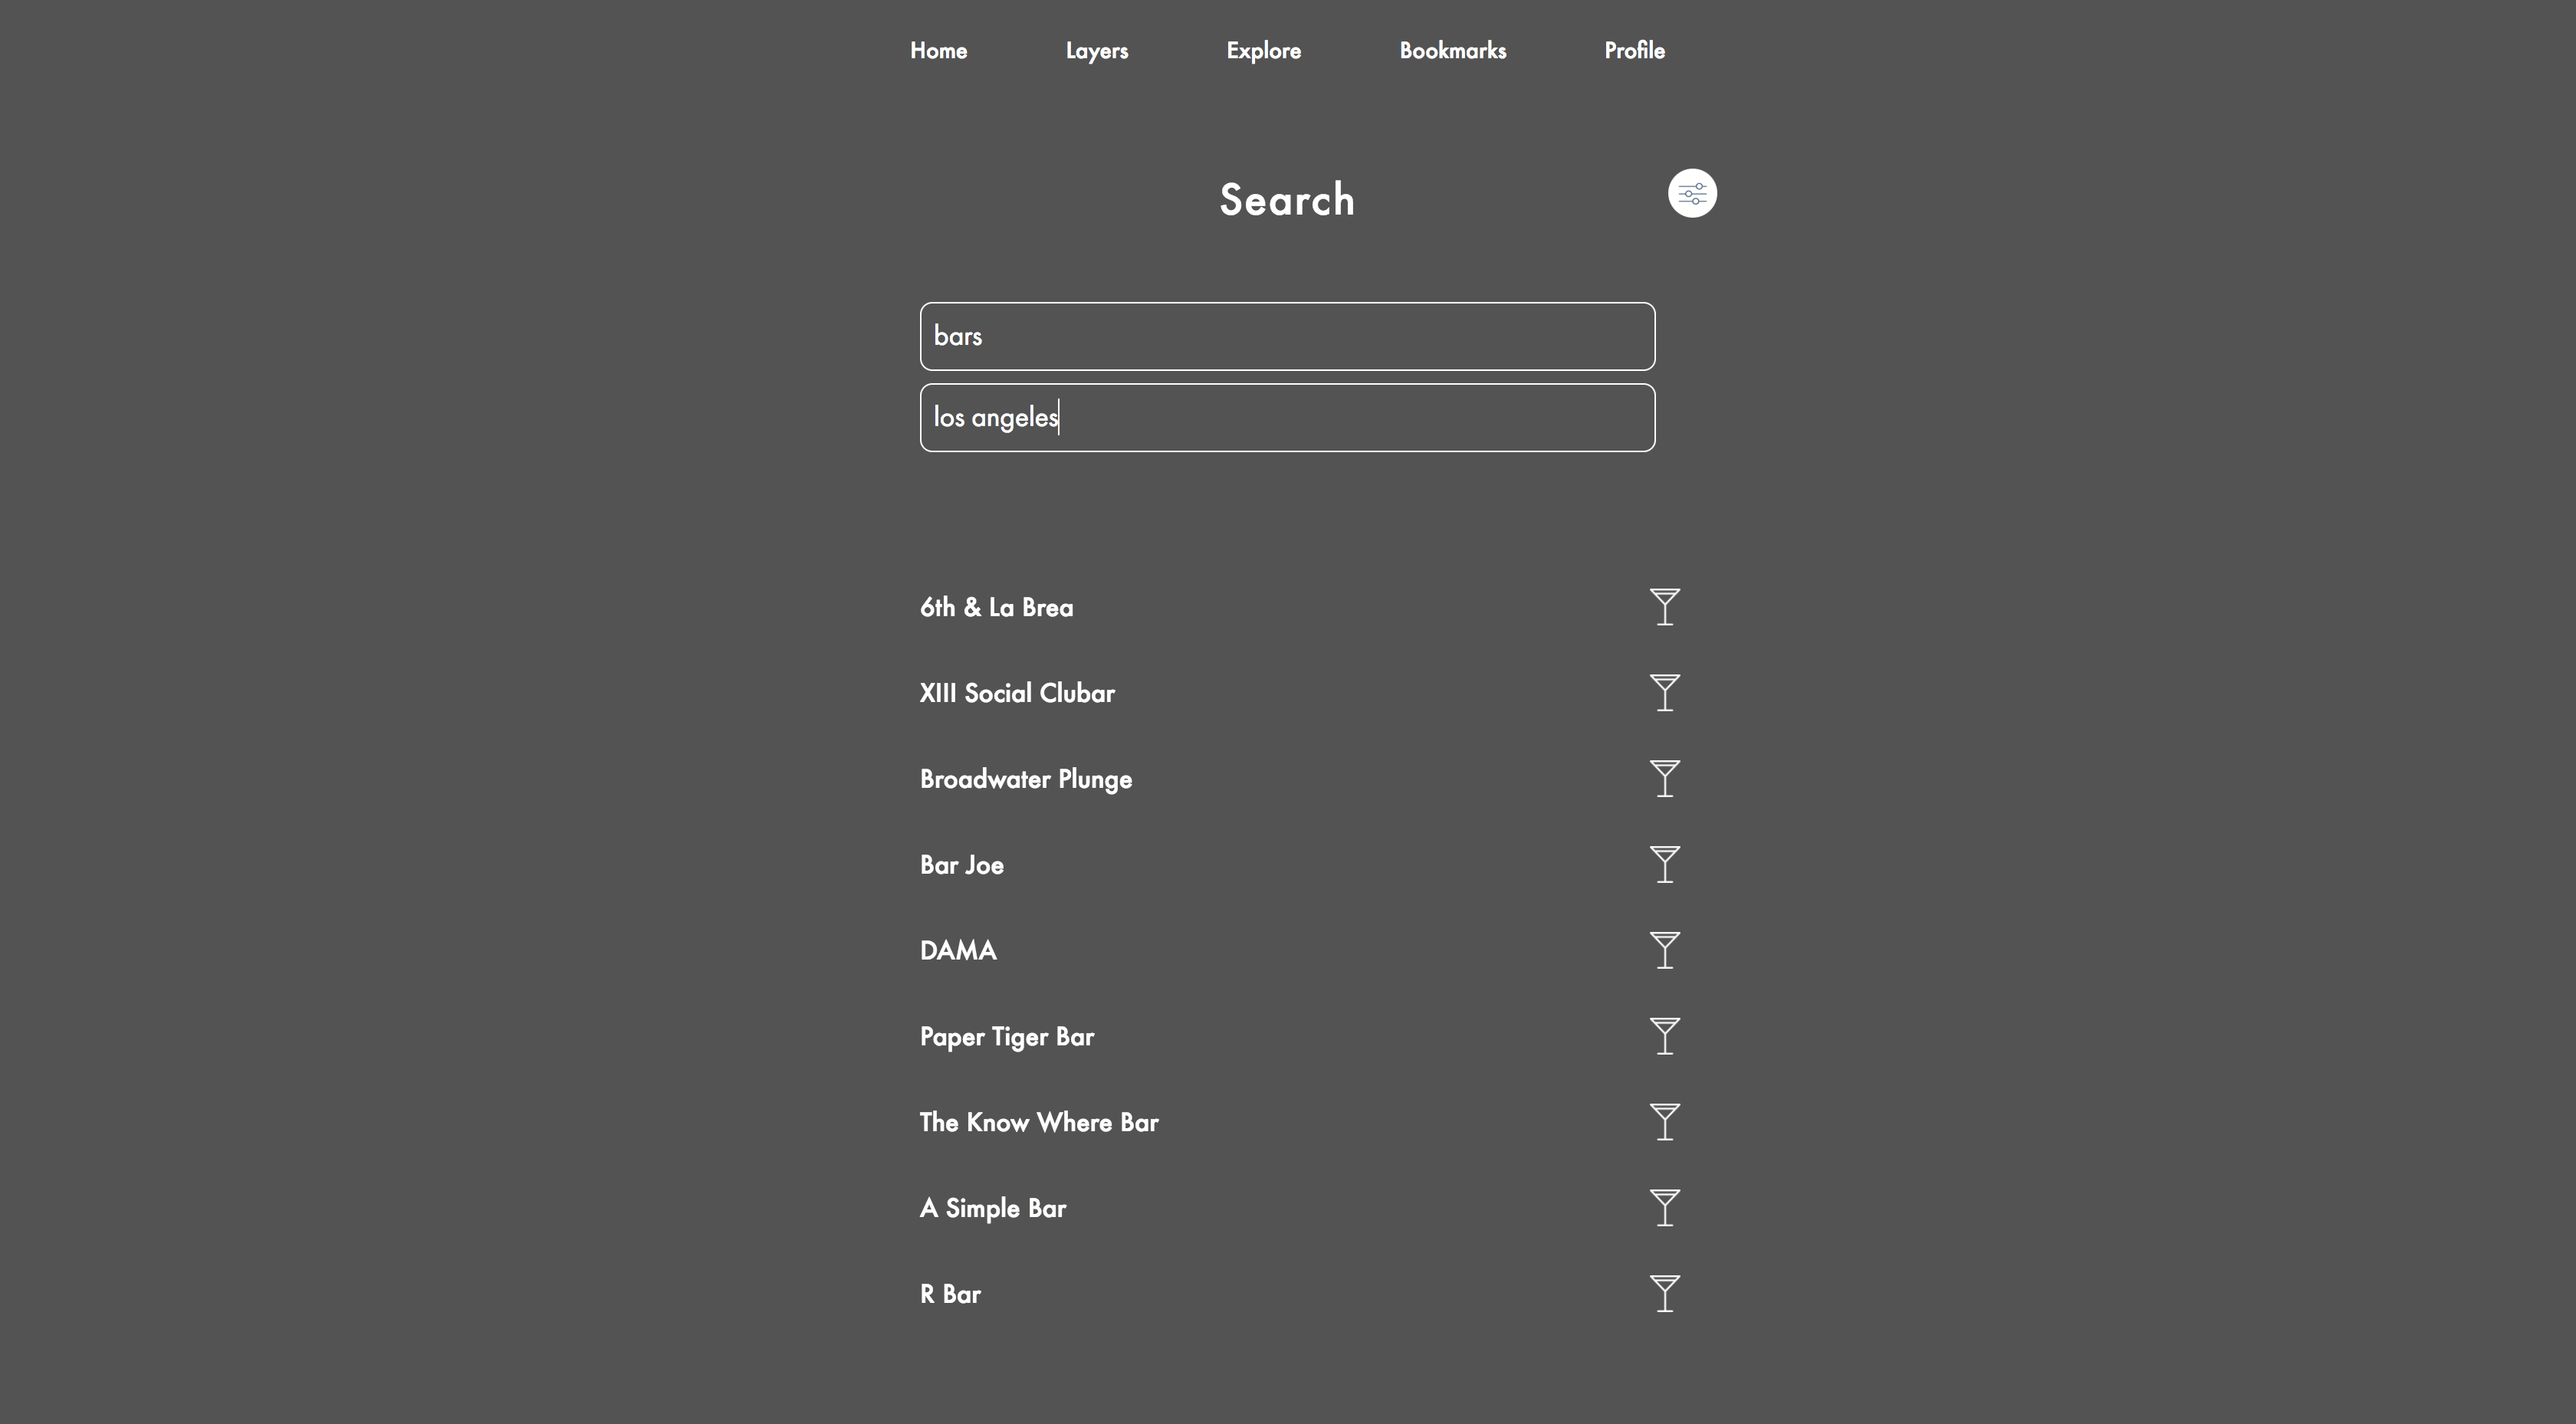 Home Layers Explore Bookmarks Profile
Search
bars
los angeles
6th & La Brea
XIII Social Clubar
Broadwater Plunge
Bar Joe
DAMA
Paper Tiger Bar
The Know Where Bar
A Simple Bar
R Bar